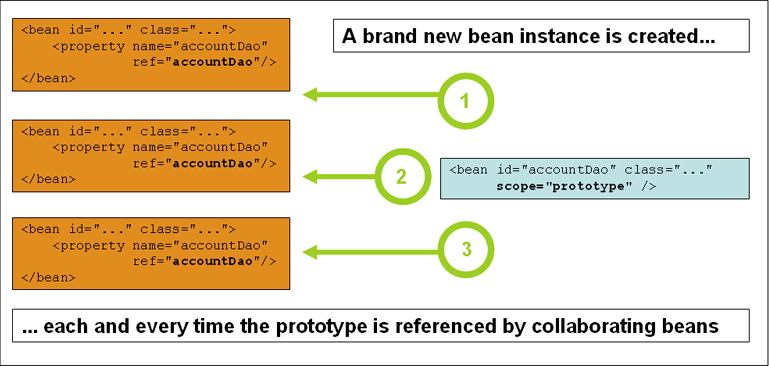 <bean id="..." class="...">
<property name="accountDao"
ref="accountDao"/>
</bean>
A brand new bean instance is created...
1
<bean id="..." class="...">
<property name="accountDao"
ref="accountDao"/>
</bean>
2
<bean id="accountDao" class="..."
scope="prototype" />
<bean id="..." class="...">
<property name="accountDao"
ref="accountDao"/>
</bean>
3
... each and every time the prototype is referenced by collaborating beans